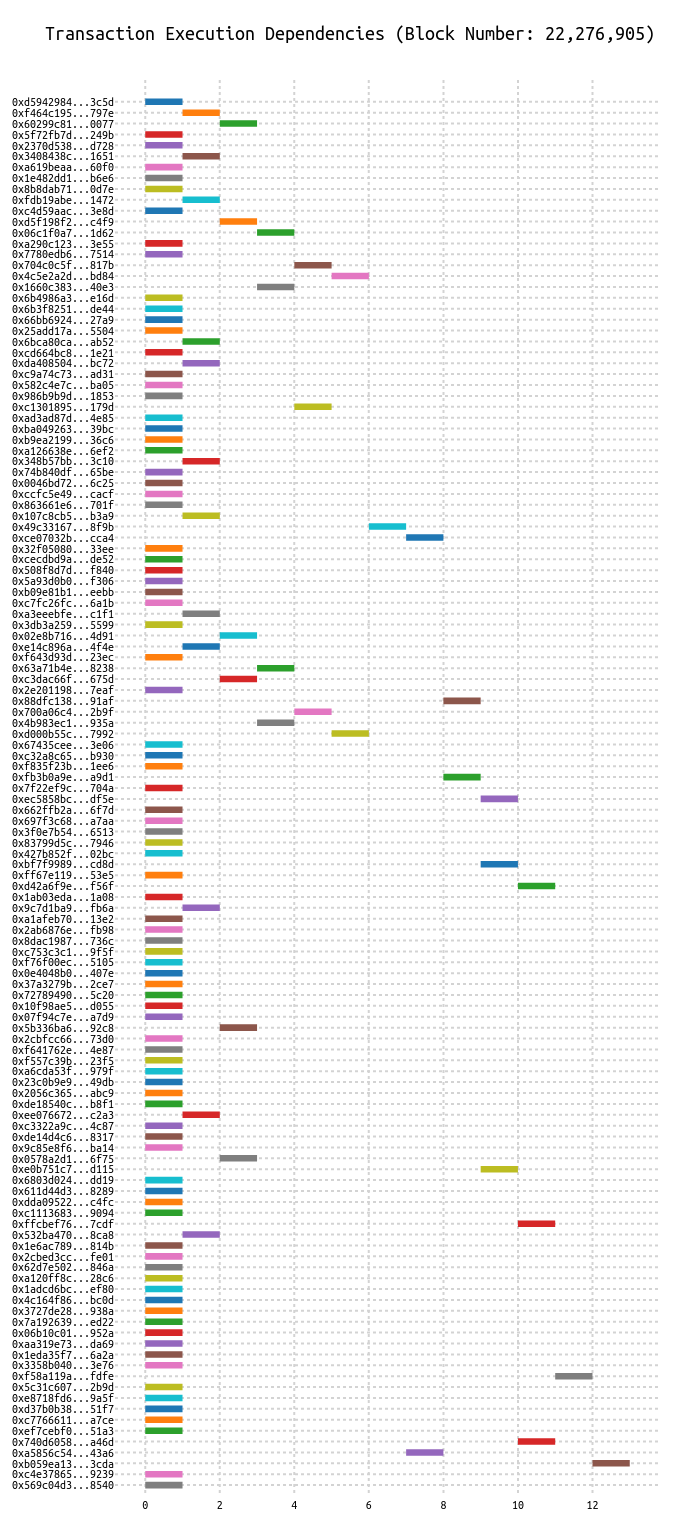 Transaction Execution Dependencies (Block Number: 22,276,905)
0xd5942984...3c5d
0xf464c195...797e
0x60299c81...0077
0x5f72fb7d...249b
0x2370d538...d728
0x3408438c...1651
0xa619beaa...60f0
0x1e482dd1...b6e6
0x8b8dab71...0d7e
0xfdb19abe...1472
0xc4d59aac...3e8d
0xd5f198f2...c4f9
0x06c1f0a7...1d62
0xa290c123...3e55
0x7780edb6...7514
0x704c0c5f...817b
0x4c5e2a2d...bd84
0x1660c383...40e3
0x6b4986a3...e16d
0x6b3f8251...de44
0x66bb6924...27a9
0x25add17a...5504
0x6bca80ca...ab52
0xcd664bc8...1e21
0xda408504...bc72
0xc9a74c73...ad31
0x582c4e7c...ba05
0x986b9b9d...1853
0xc1301895...179d
0xad3ad87d...4e85
0xba049263...39bc
0xb9ea2199...36c6
0xa126638e...6ef2
0x348b57bb...3c10
0x74b840df...65be
0x0046bd72...6c25
0xccfc5e49...cacf
0x863661e6...701f
0x107c8cb5...b3a9
0x49c33167...8f9b
0xce07032b...cca4
0x32f05080...33ee
0xcecdbd9a...de52
0x508f8d7d...f840
0x5a93d0b0...f306
0xb09e81b1...eebb
0xc7fc26fc...6a1b
0xa3eeebfe...c1f1
0x3db3a259...5599
0x02e8b716...4d91
0xe14c896a...4f4e
0xf643d93d...23ec
0x63a71b4e...8238
0xc3dac66f...675d
0x2e201198...7eaf
0x88dfc138...91af
0x700a06c4...2b9f
0x4b983ec1...935a
0xd000b55c...7992
0x67435cee...3e06
0xc32a8c65...b930
0xf835f23b...1ee6
0xfb3b0a9e...a9d1
0x7f22ef9c...704a
0xec5858bc...df5e
0x662ffb2a...6f7d
0x697f3c68...a7aa
0x3f0e7b54...6513
0x83799d5c...7946
0x427b852f...02bc
0xbf7f9989...cd8d
0xff67e119...53e5
0xd42a6f9e...f56f
0x1ab03eda...1a08
0x9c7d1ba9...fb6a
0xa1afeb70...13e2
0x2ab6876e...fb98
0x8dac1987...736c
0xc753c3c1...9f5f
0xf76f00ec...5105
0x0e4048b0...407e
0x37a3279b...2ce7
0x72789490...5c20
0x10f98ae5...d055
0x07f94c7e...a7d9
0x5b336ba6...92c8
0x2cbfcc66...73d0
0xf641762e...4e87
0xf557c39b...23f5
0xa6cda53f...979f
0x23c0b9e9...49db
0x2056c365...abc9
0xde18540c...b8f1
0xee076672...c2a3
0xc3322a9c...4c87
0xde14d4c6...8317
0x9c85e8f6...ba14
0x0578a2d1...6f75
0xe0b751c7...d115
0x6803d024...dd19
0x611d44d3...8289
0xdda09522...c4fc
0xc1113683...9094
0xffcbef76...7cdf
0x532ba470...8ca8
0x1e6ac789...814b
0x2cbed3cc...fe01
0x62d7e502...846a
0xa120ff8c...28c6
0x1adcd6bc...ef80
0x4c164f86...bc0d
0x3727de28...938a
0x7a192639...ed22
0x06b10c01...952a
0xaa319e73...da69
0x1eda35f7...6a2a
0x3358b040...3e76
0xf58a119a...fdfe
0x5c31c607...2b9d
0xe8718fd6...9a5f
0xd37b0b38...51f7
0xc7766611...a7ce
0xef7cebf0...51a3
0x740d6058...a46d
0xa5856c54...43a6
0xb059ea13...3cda
0xc4e37865...9239
0x569c04d3...8540
0 2 4 6 8 10 12